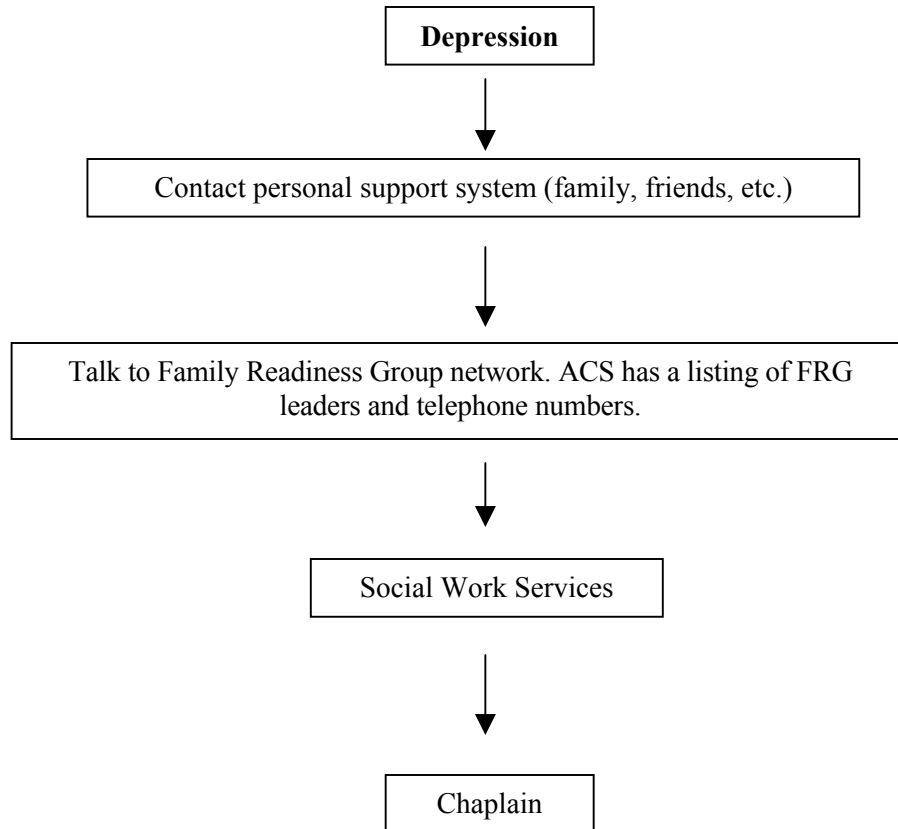 Depression
Contact personal support system (family, friends, etc.)
Talk to Family Readiness Group network. ACS has a listing of FRG
leaders and telephone numbers.
Social Work Services
Chaplain